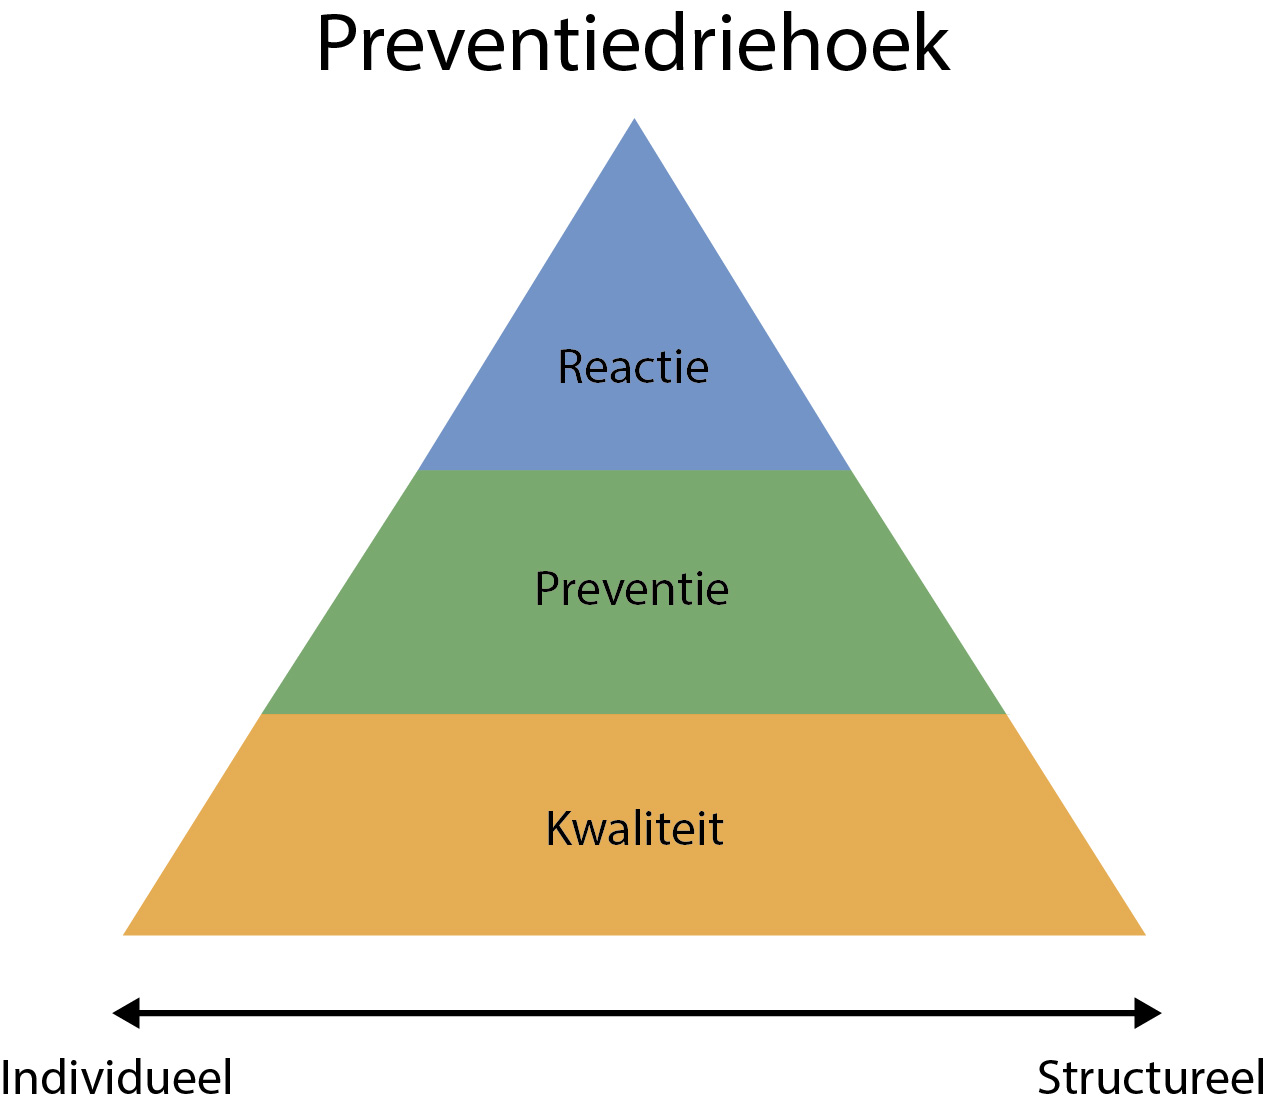 Preventiedriehoek
Reactie
Preventie
Kwaliteit
Individueel
Structureel